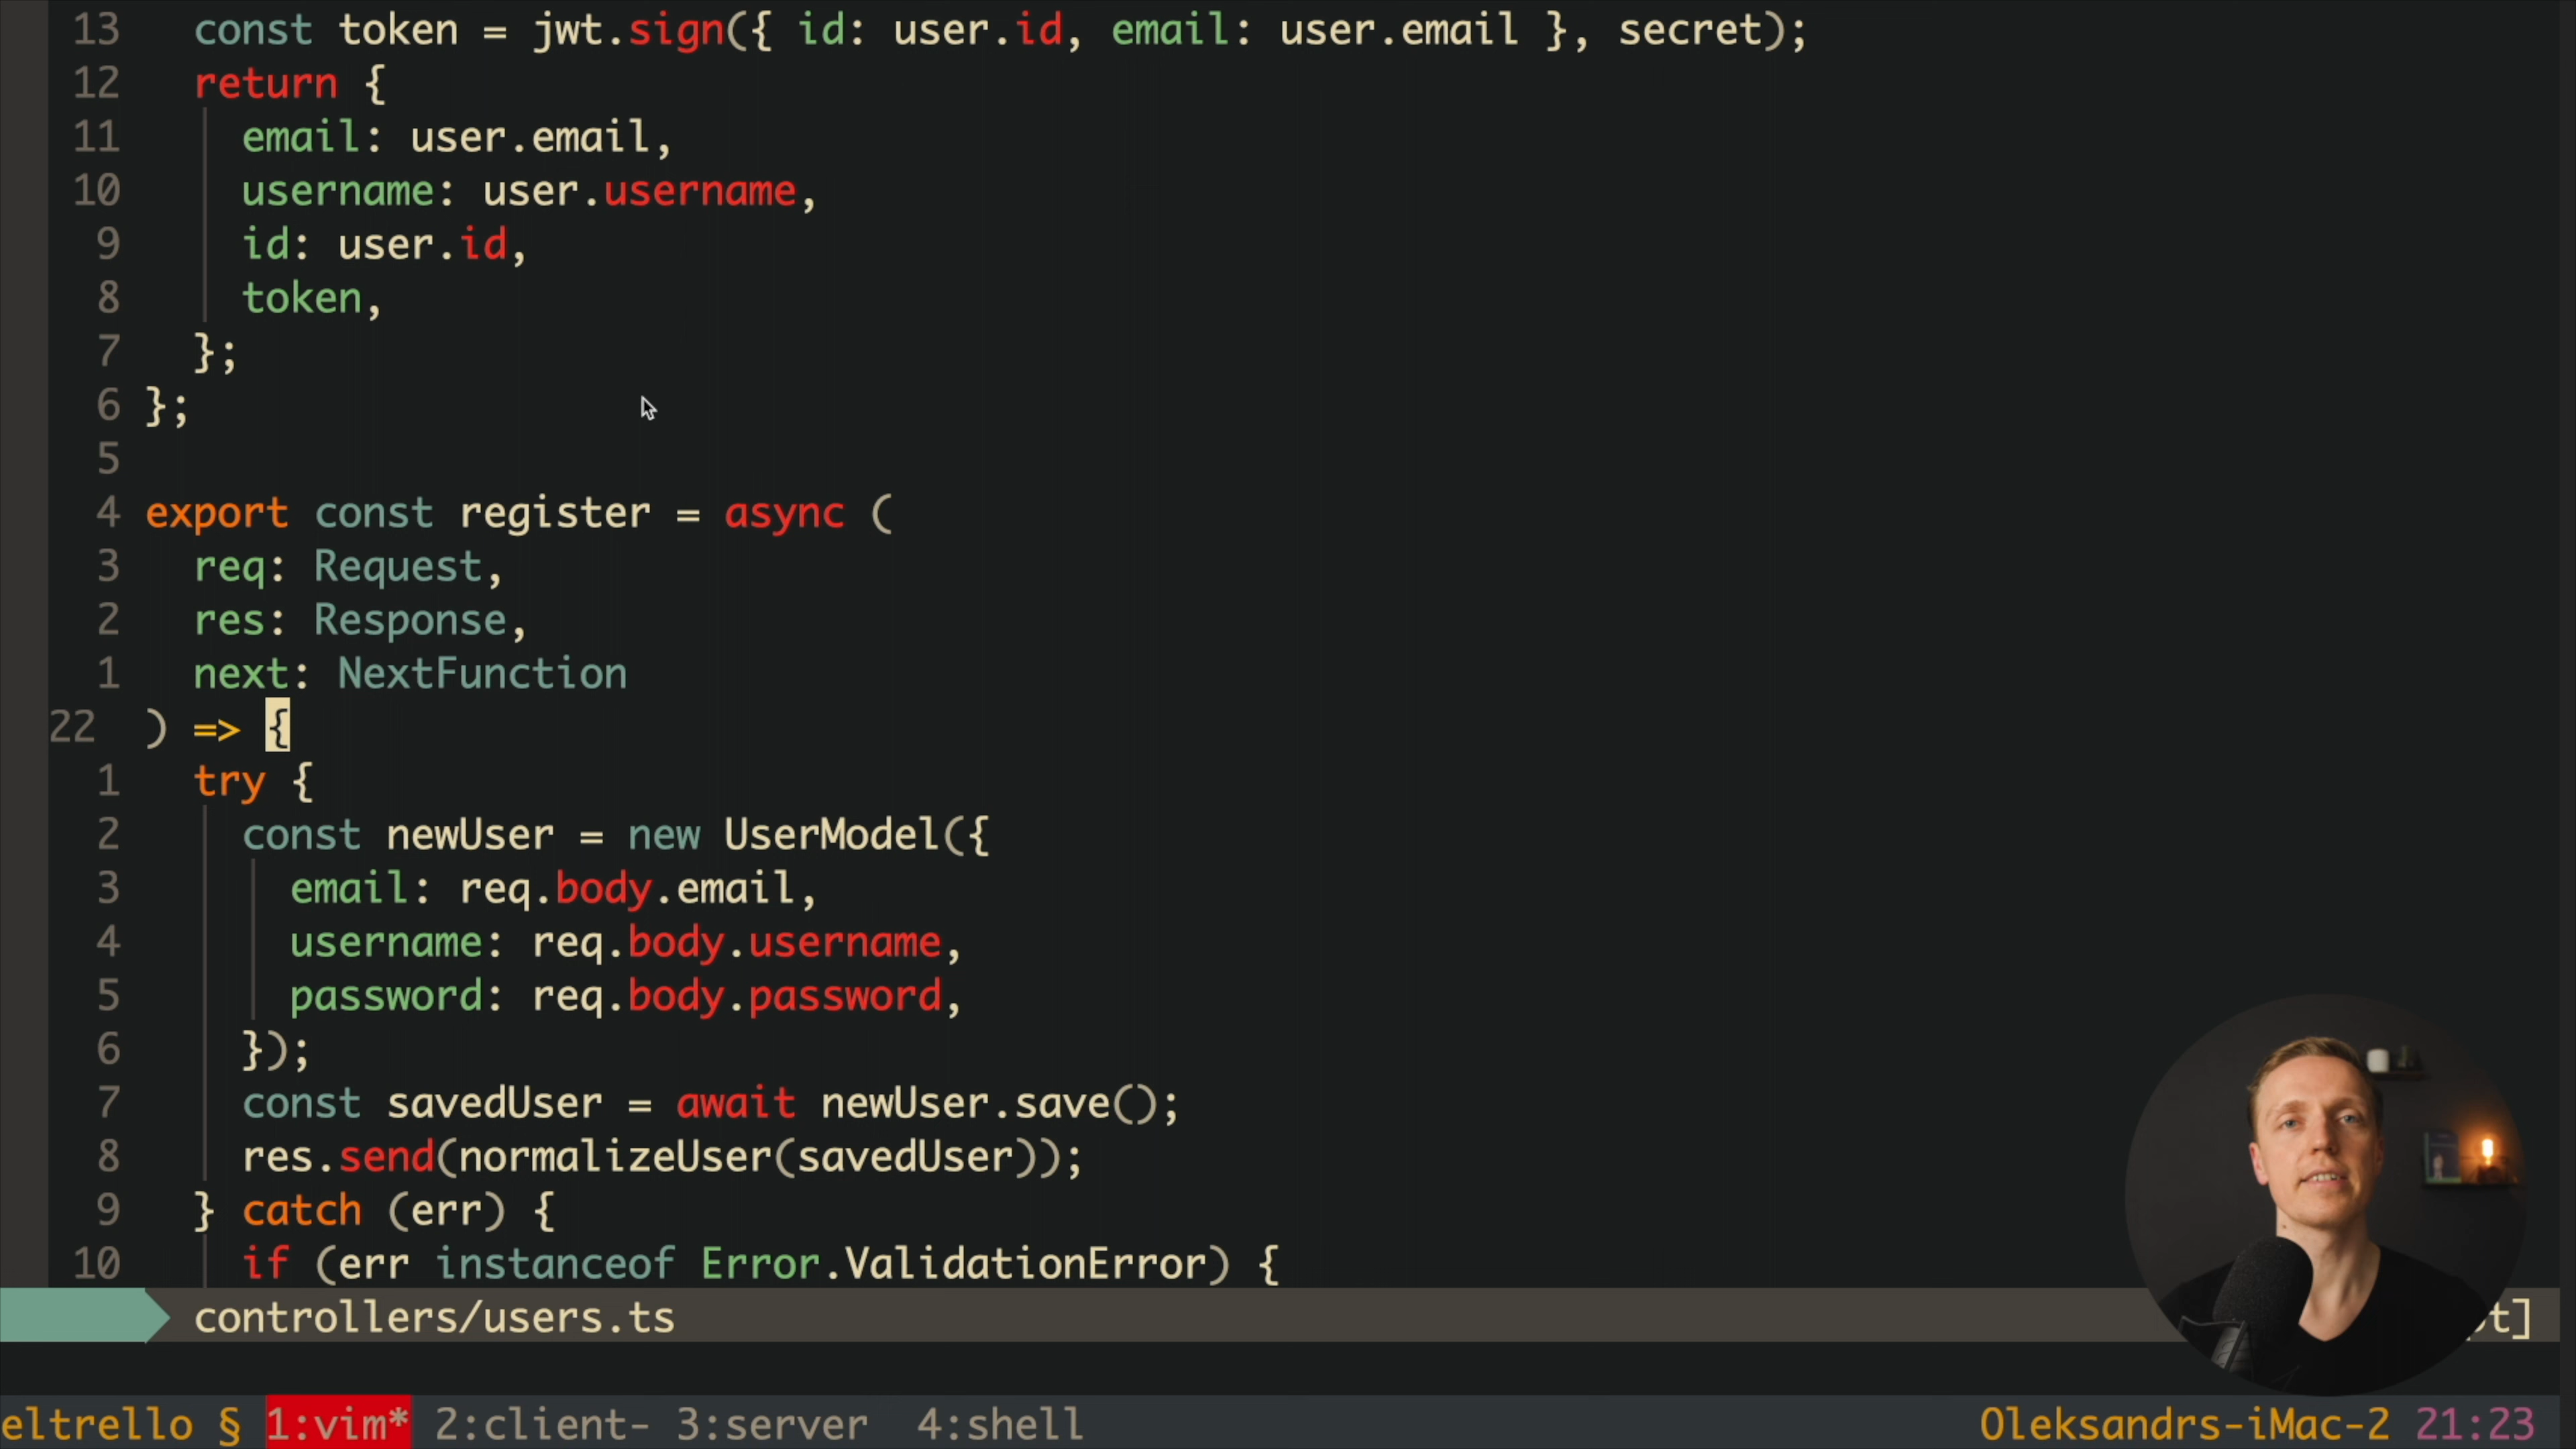 13 const token = jwt.sign({ id: user.id, email: user.email }, secret);
12 return {
11 email: user.email,
10 username: user.username,
9 id: user.id,
8 token,
7 };
6 };
5
4 export const register = async (
3 req: Request,
2 res: Response,
1 next: NextFunction
22 ) => {
1 try {
2 const newUser = new UserModel({
3 email: req.body.email,
4 username: req.body.username,
5 password: req.body.password,
6 });
7 const savedUser = await newUser.save();
8 res.send(normalizeUser(savedUser));
9 } catch (err) {
10 if (err instanceof Error.ValidationError) {
controllers/users.ts
eltrello § 1:vim* 2:client- 3:server 4:shell Oleksandrs-iMac-2 21:23